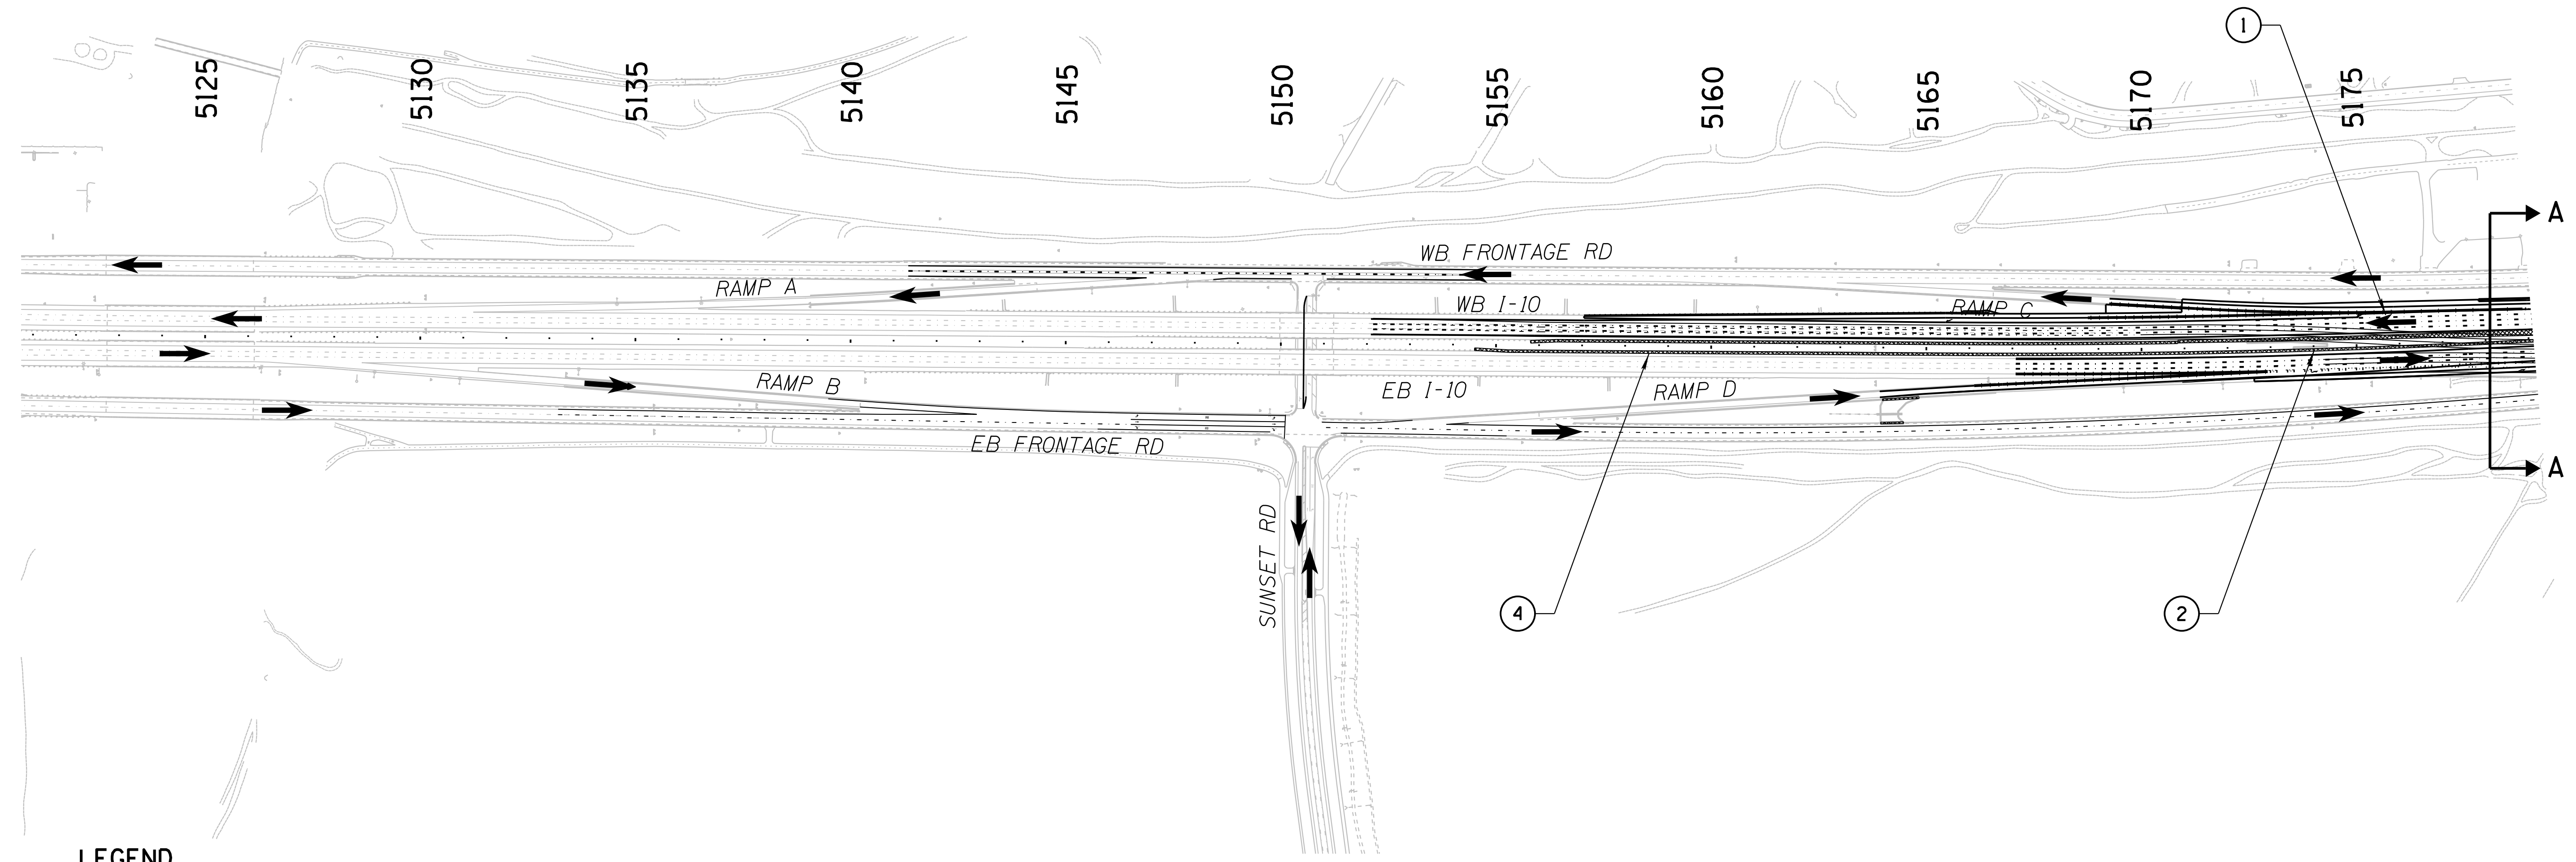 1
5125
5130
5135
5140
5145
5150
5155
5160
5165
5170
5175
A
WB FRONTAGE RD
RAMP A
WB I-10
RAMP C
RAMP B
EB I-10
RAMP D
EB FRONTAGE RD
A
SUNSET RD
4
2
LEGEND